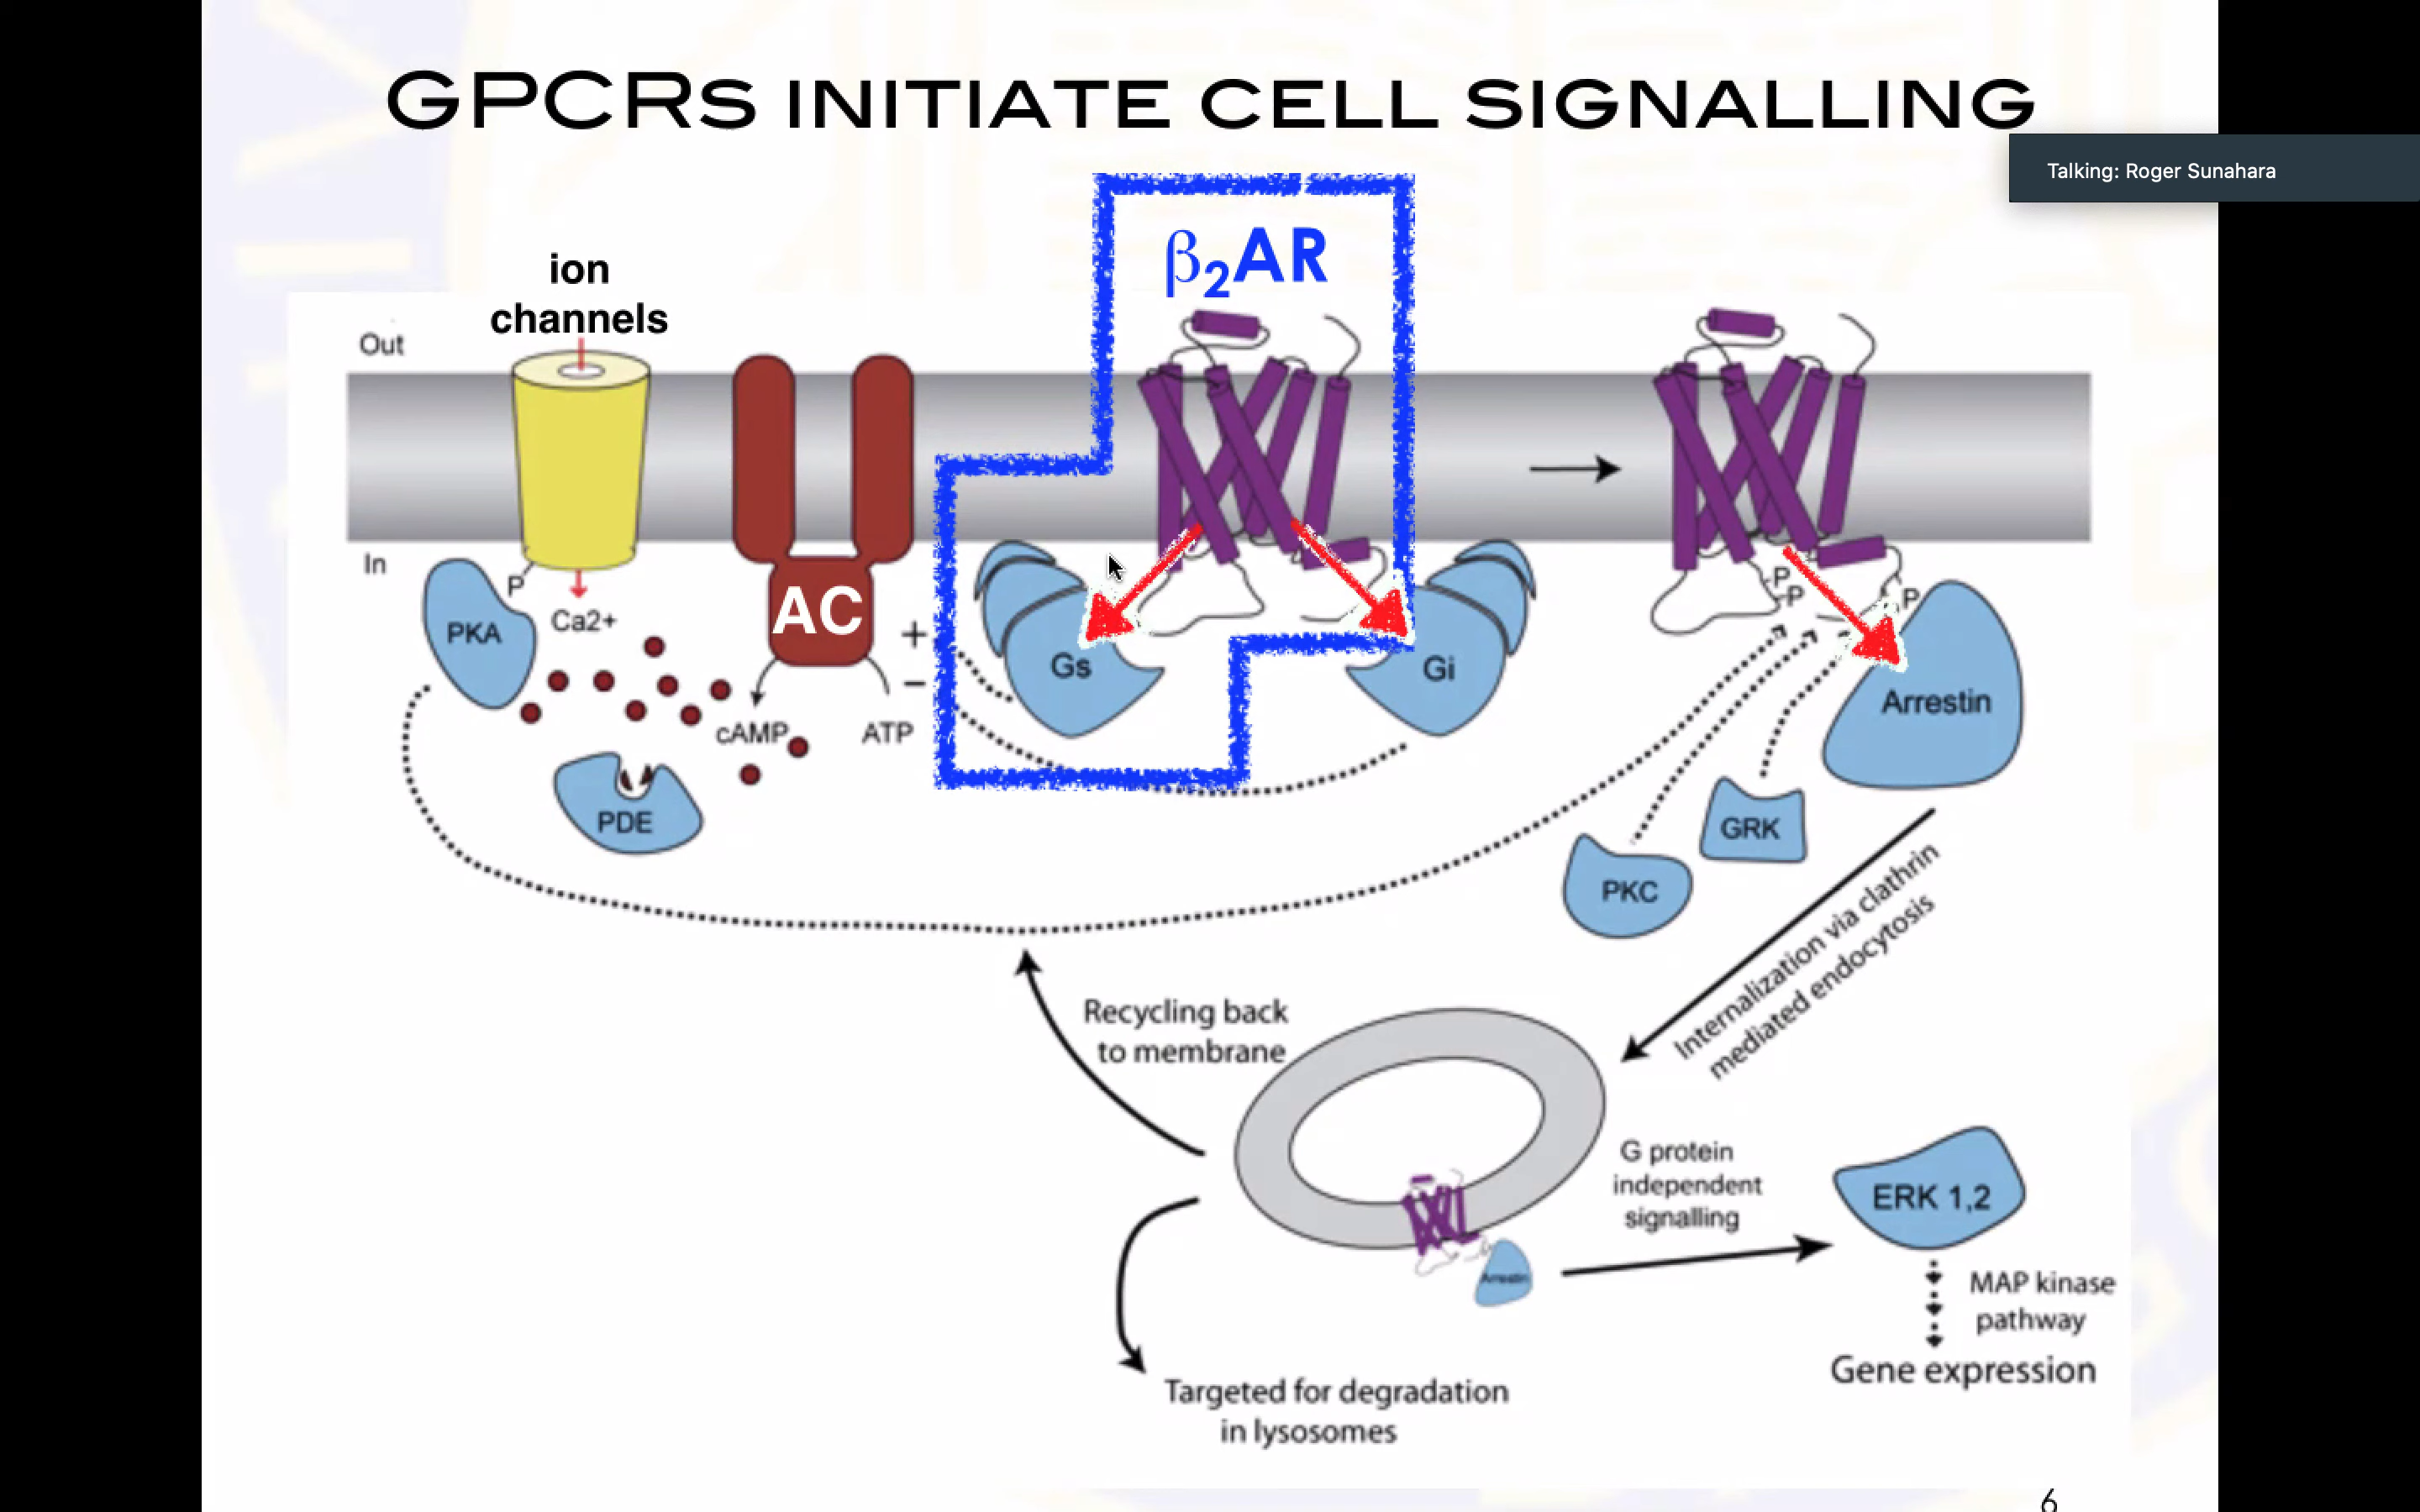 GPCRs INITIATE CELL SIGNALLING
Talking: Roger Sunahara
β₂AR
ion
channels
Out
In
P
PKA
Ca2+
AC
+
−
cAMP
ATP
PDE
Gs
Gi
P
P
P
Arrestin
GRK
PKC
Internalization via clathrin
mediated endocytosis
Recycling back
to membrane
G protein
independent
signalling
Arrestin
ERK 1,2
MAP kinase
pathway
Gene expression
Targeted for degradation
in lysosomes
6